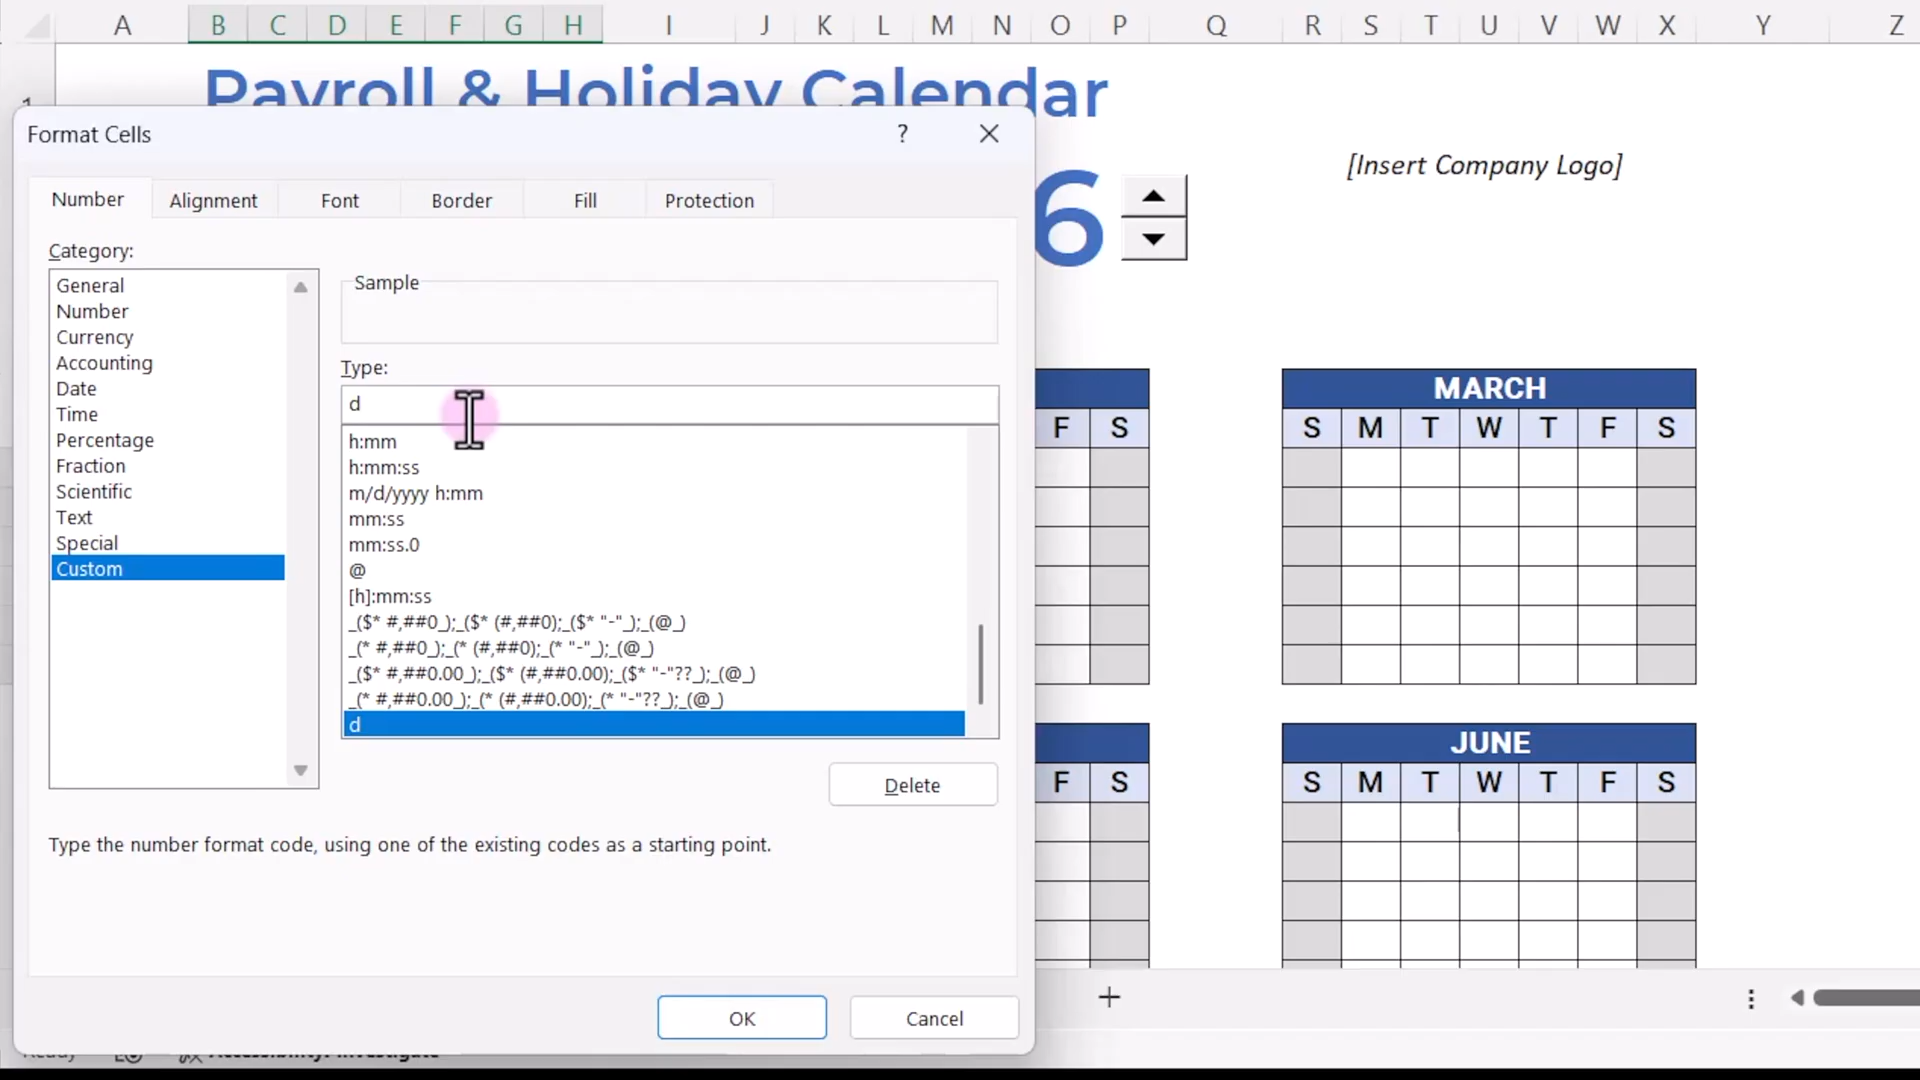 A B C D E F G H I J K L M N O P Q R S T U V W X Y Z
Payroll & Holiday Calendar
Format Cells ?
Number Alignment Font Border Fill Protection
6
[Insert Company Logo]
Category:
General
Number
Currency
Accounting
Date
Time
Percentage
Fraction
Scientific
Text
Special
Custom
Sample
Type:
d
h:mm
h:mm:ss
m/d/yyyy h:mm
mm:ss
mm:ss.0
@
[h]:mm:ss
_($* #,##0_);_($* (#,##0);_($* "-"_);_(@_)
_(* #,##0_);_(* (#,##0);_(* "-"_);_(@_)
_($* #,##0.00_);_($* (#,##0.00);_($* "-"??_);_(@_)
_(* #,##0.00_);_(* (#,##0.00);_(* "-"??_);_(@_)
d
Delete
Type the number format code, using one of the existing codes as a starting point.
OK Cancel
F S
MARCH
S M T W T F S
F S
JUNE
S M T W T F S